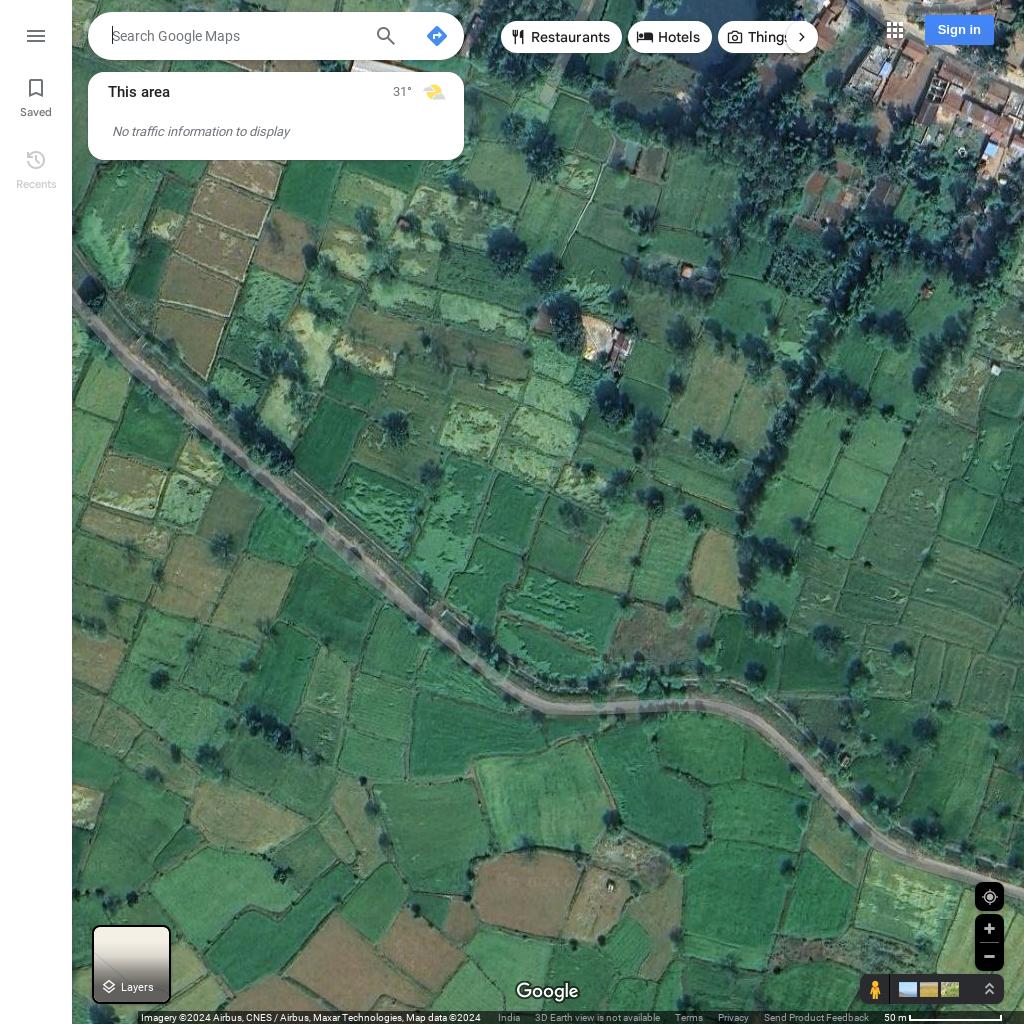 Search Google Maps
Restaurants
Hotels
Things
Sign in
Saved
Recents
This area
31°
No traffic information to display
Layers
Google
Imagery ©2024 Airbus, CNES / Airbus, Maxar Technologies, Map data ©2024 India 3D Earth view is not available Terms Privacy Send Product Feedback 50 m